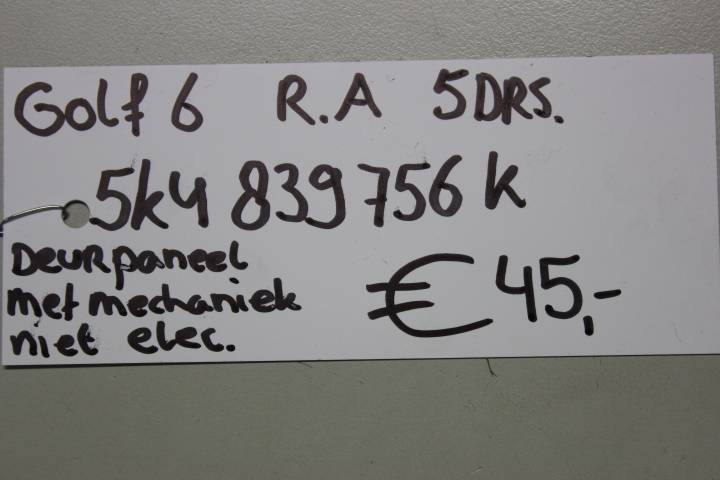 Golf 6 R.A 5DRS.
5k4 839 756 k
Deurpaneel
met mechaniek
niet elec.
€ 45,-